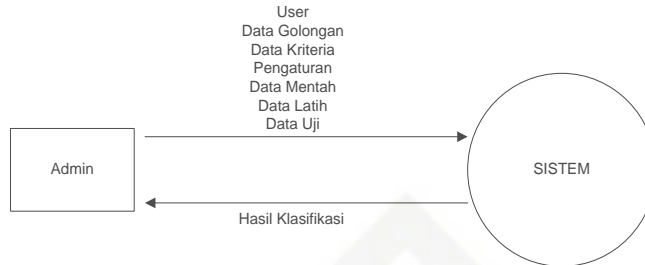 User
Data Golongan
Data Kriteria
Pengaturan
Data Mentah
Data Latih
Data Uji
Admin
SISTEM
Hasil Klasifikasi